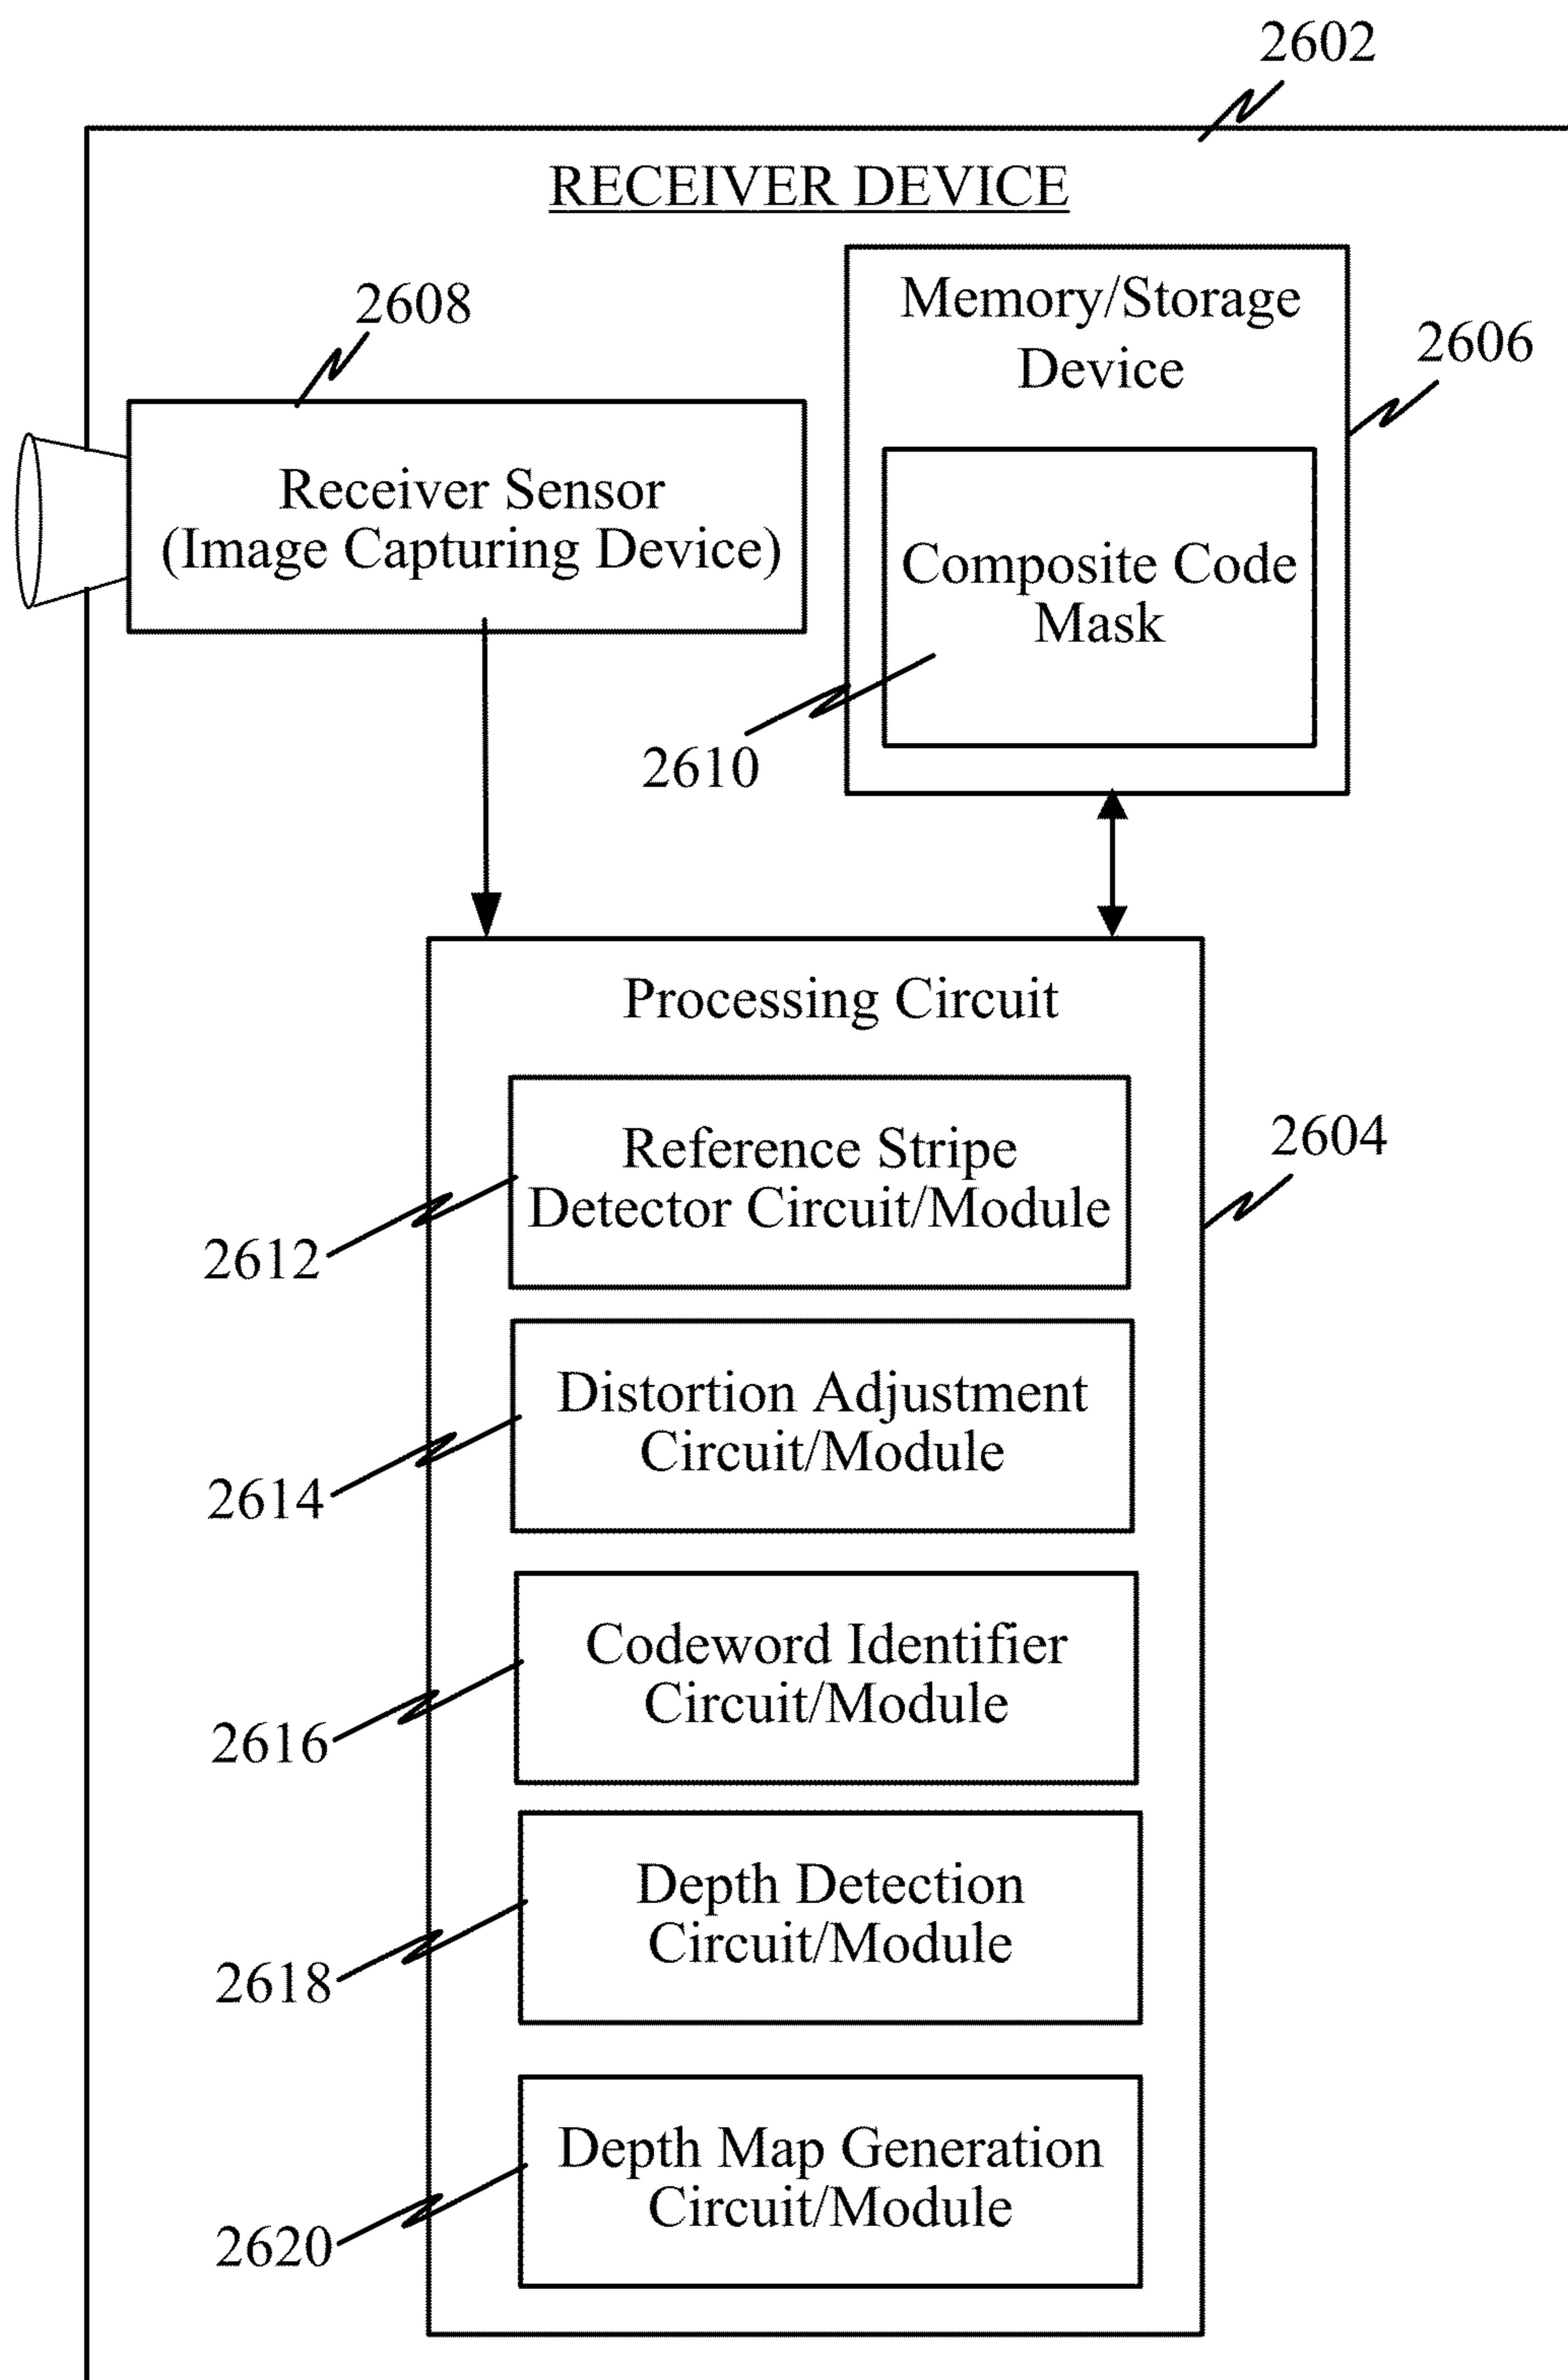 2602
RECEIVER DEVICE
2608
Memory/Storage
Device
2606
Receiver Sensor
(Image Capturing Device)
Composite Code
Mask
2610
Processing Circuit
Reference Stripe
Detector Circuit/Module
2604
2612
Distortion Adjustment
Circuit/Module
2614
Codeword Identifier
Circuit/Module
2616
Depth Detection
Circuit/Module
2618
Depth Map Generation
Circuit/Module
2620